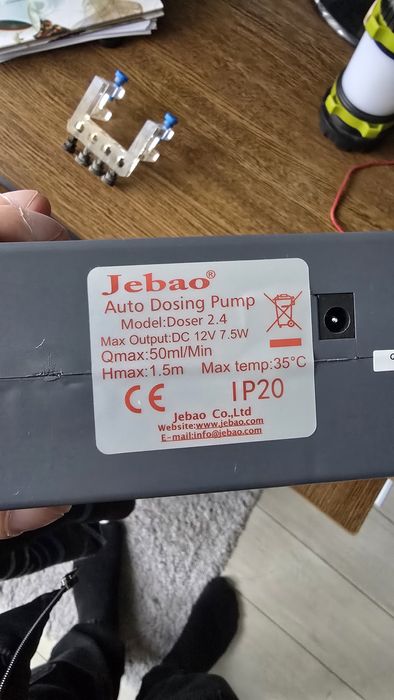 Jebao®
Auto Dosing Pump
Model:Doser 2.4
Max Output:DC 12V 7.5W
Qmax:50ml/Min
Hmax:1.5m Max temp:35°C
CE IP20
Jebao Co.,Ltd
Website:www.jebao.com
E-mail:info@jebao.com